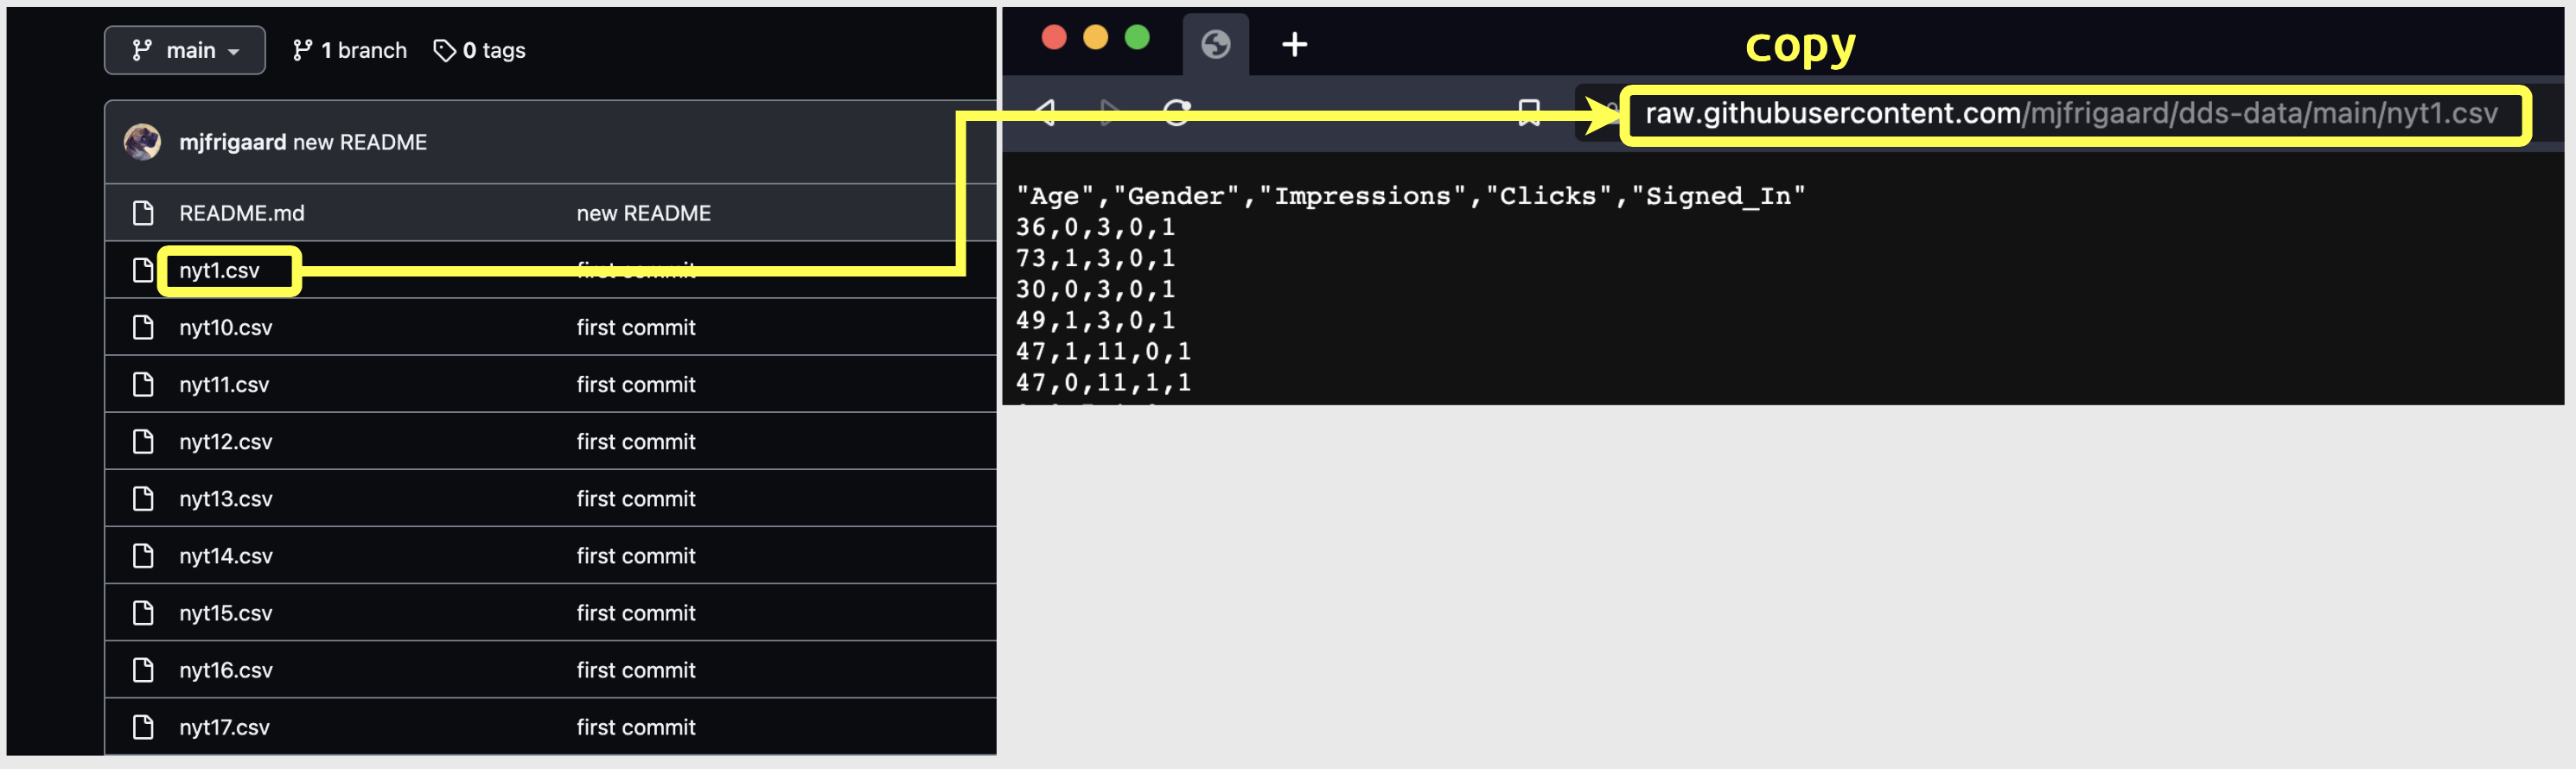 main
1 branch
0 tags
mjfrigaard new README
README.md new README
nyt1.csv first commit
nyt10.csv first commit
nyt11.csv first commit
nyt12.csv first commit
nyt13.csv first commit
nyt14.csv first commit
nyt15.csv first commit
nyt16.csv first commit
nyt17.csv first commit
copy
raw.githubusercontent.com/mjfrigaard/dds-data/main/nyt1.csv
"Age","Gender","Impressions","Clicks","Signed_In"
36,0,3,0,1
73,1,3,0,1
30,0,3,0,1
49,1,3,0,1
47,1,11,0,1
47,0,11,1,1